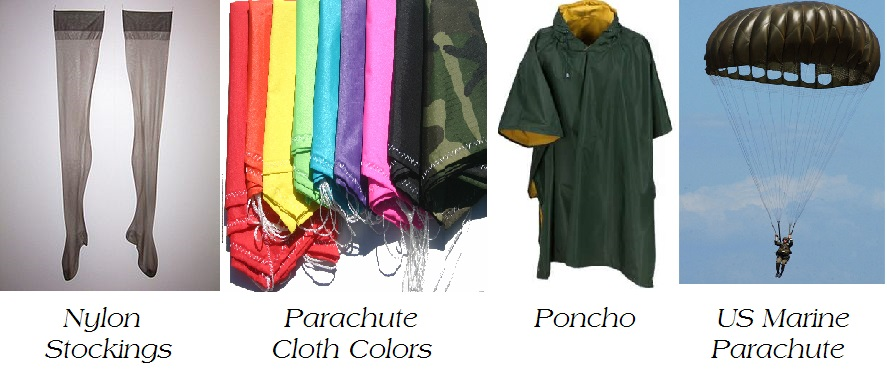 Nylon
Stockings
Parachute
Cloth Colors
Poncho
US Marine
Parachute